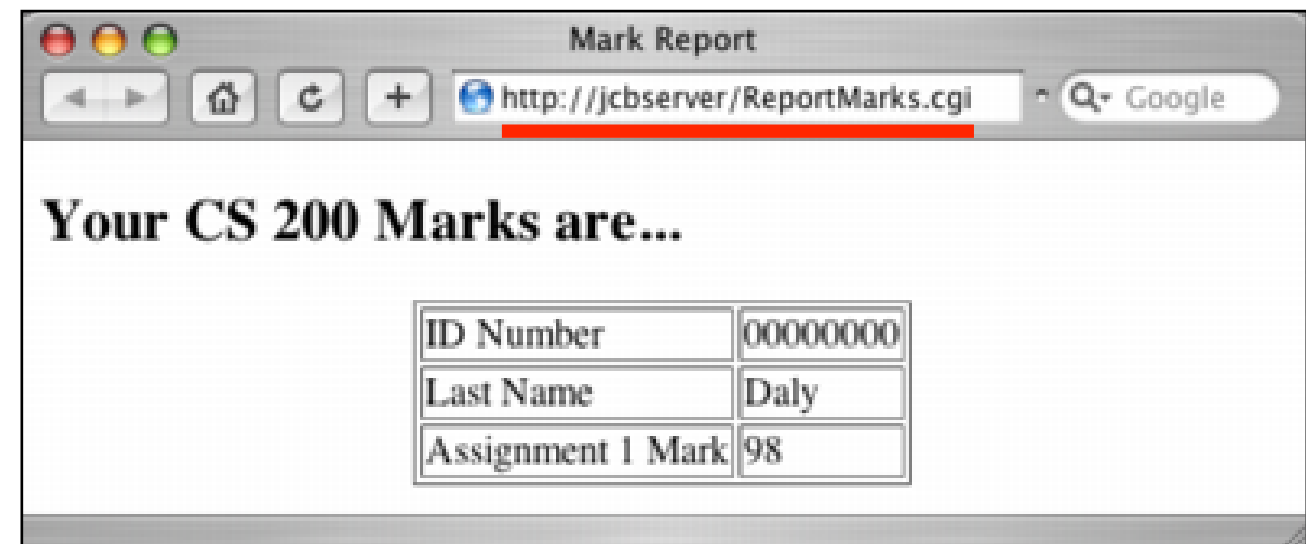 Mark Report
http://jcbserver/ReportMarks.cgi Google
Your CS 200 Marks are...
ID Number 00000000
Last Name Daly
Assignment 1 Mark 98